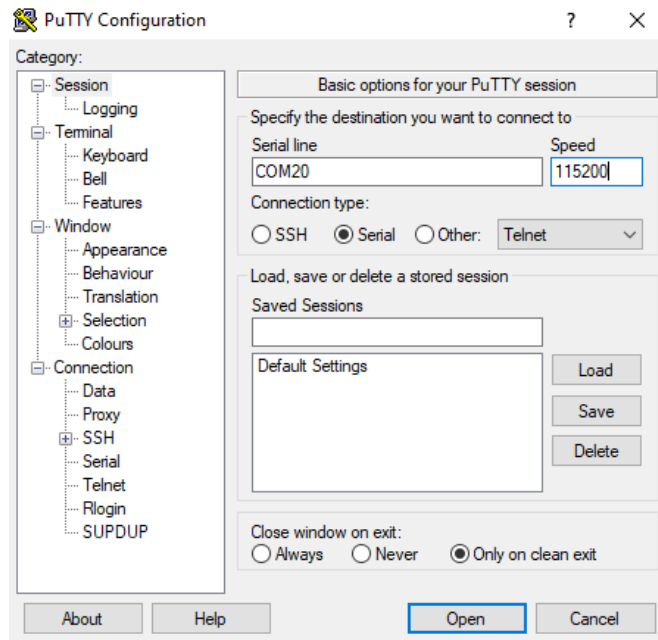 PuTTY Configuration
?
Category:
Session
Logging
Terminal
Keyboard
Bell
Features
Window
Appearance
Behaviour
Translation
Selection
Colours
Connection
Data
Proxy
SSH
Serial
Telnet
Rlogin
SUPDUP
Basic options for your PuTTY session
Specify the destination you want to connect to
Serial line Speed
COM20 115200
Connection type:
SSH Serial Other: Telnet
Load, save or delete a stored session
Saved Sessions
Default Settings
Load
Save
Delete
Close window on exit:
Always Never Only on clean exit
About Help Open Cancel